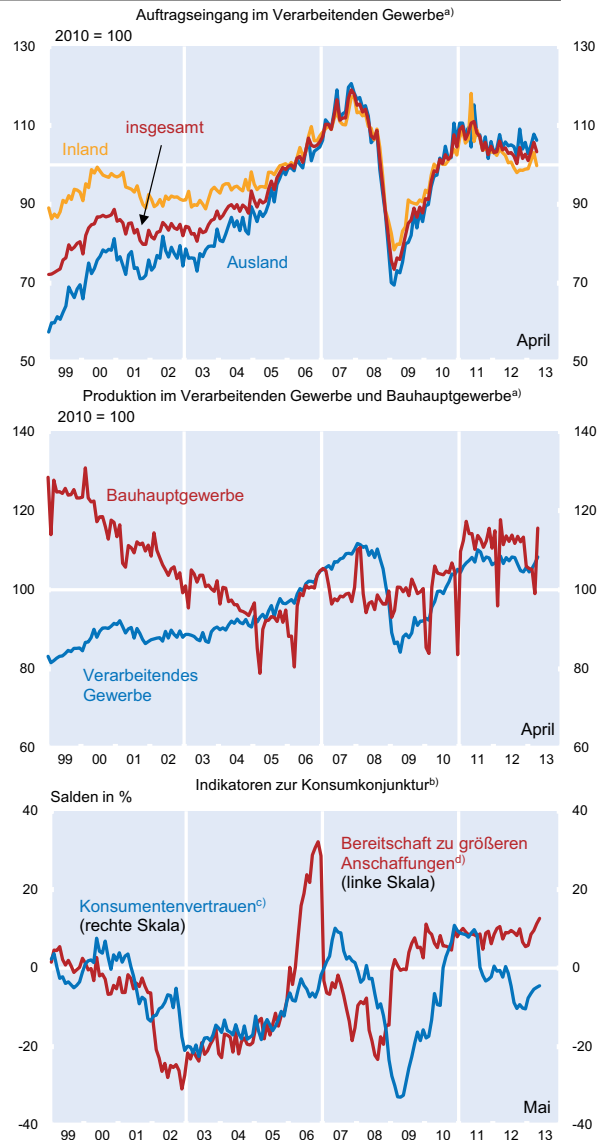 Auftragseingang im Verarbeitenden Gewerbe a)
2010 = 100
130 130
110 110
90 90
70 70
50 50
insgesamt
Inland
Ausland
April
99 00 01 02 03 04 05 06 07 08 09 10 11 12 13
Produktion im Verarbeitenden Gewerbe und Bauhauptgewerbe a)
2010 = 100
140 140
120 120
100 100
80 80
60 60
Bauhauptgewerbe
Verarbeitendes
Gewerbe
April
99 00 01 02 03 04 05 06 07 08 09 10 11 12 13
Indikatoren zur Konsumkonjunktur b)
Salden in %
40 40
20 20
0 0
-20 -20
-40 -40
Bereitschaft zu größeren
Anschaffungen d)
(linke Skala)
Konsumentenvertrauen c)
(rechte Skala)
Mai
99 00 01 02 03 04 05 06 07 08 09 10 11 12 13